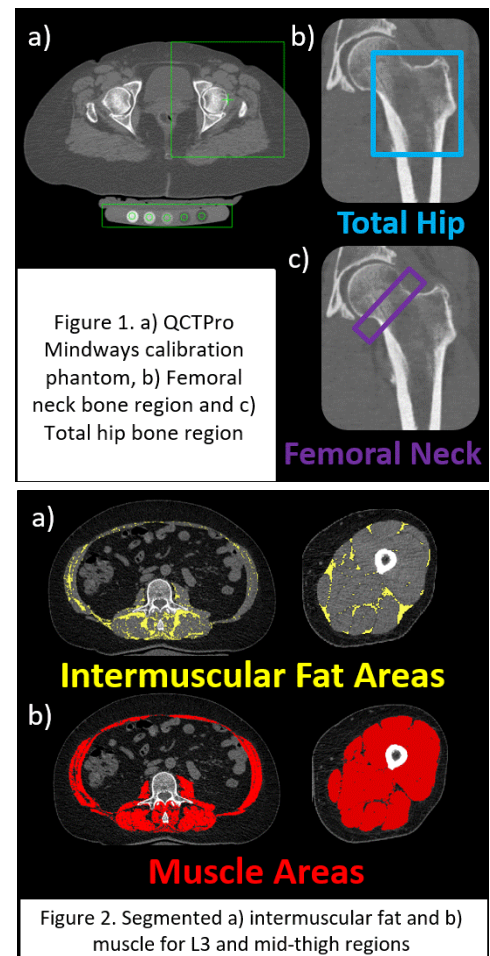 a)
b)
Total Hip
c)
Femoral Neck
Figure 1. a) QCTPro
Mindways calibration
phantom, b) Femoral
neck bone region and c)
Total hip bone region
a)
Intermuscular Fat Areas
b)
Muscle Areas
Figure 2. Segmented a) intermuscular fat and b)
muscle for L3 and mid-thigh regions